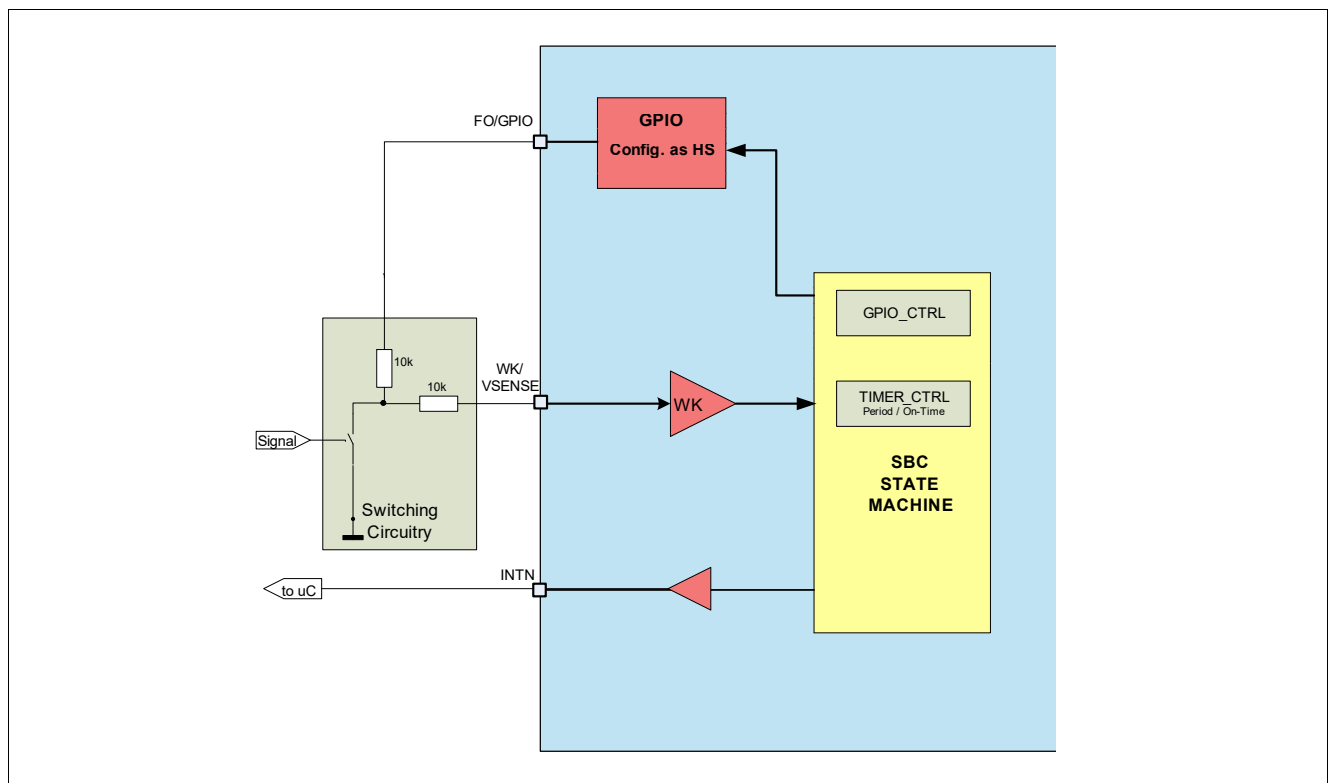 FO/GPIO
GPIO
Config. as HS
GPIO_CTRL
10k
10k
WK/
VSENSE
WK
TIMER_CTRL
Period / On-Time
Signal
SBC
STATE
MACHINE
Switching
Circuitry
INTN
to uC